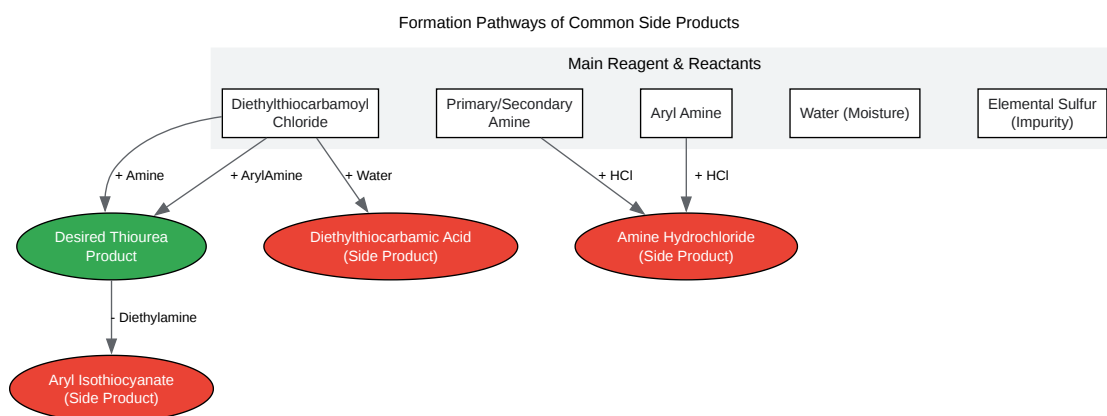 Formation Pathways of Common Side Products
Main Reagent & Reactants
Diethylthiocarbamoyl
Chloride
Primary/Secondary
Amine
Aryl Amine
Water (Moisture)
Elemental Sulfur
(Impurity)
+ Amine
+ ArylAmine
+ Water
+ HCl
+ HCl
Desired Thiourea
Product
Diethylthiocarbamic Acid
(Side Product)
Amine Hydrochloride
(Side Product)
- Diethylamine
Aryl Isothiocyanate
(Side Product)